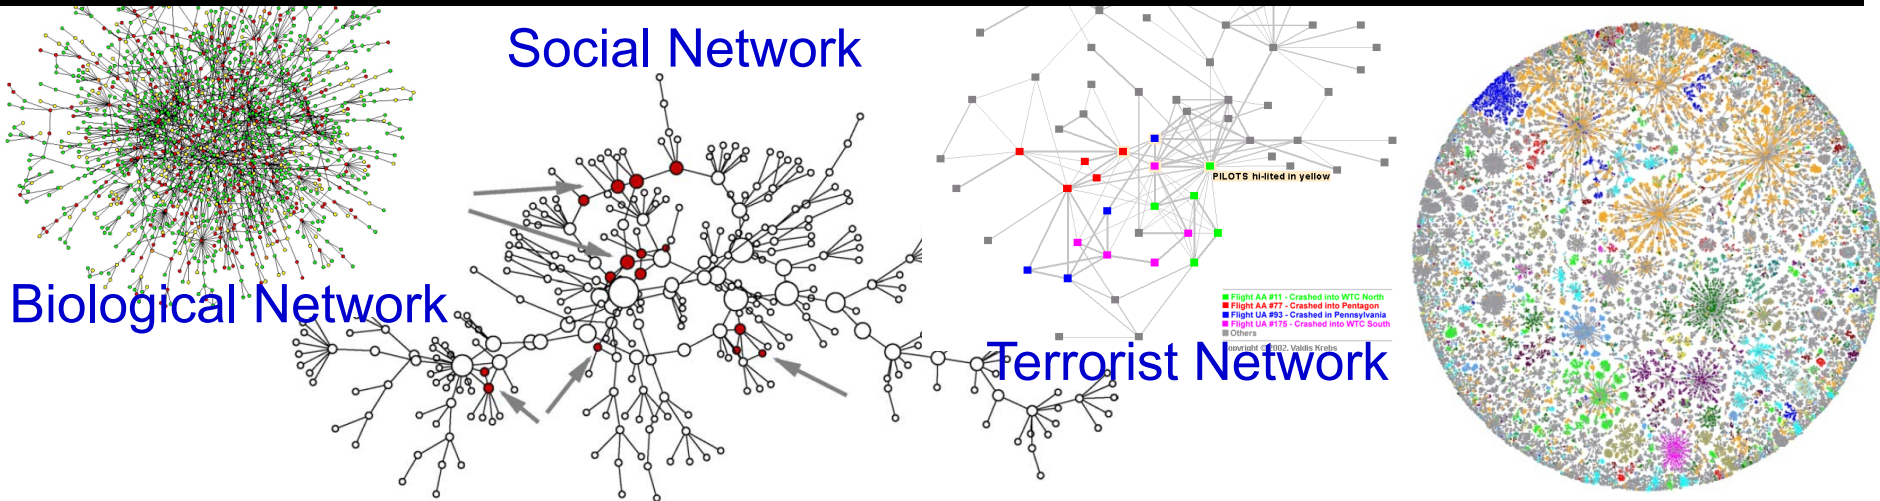 Social Network
Biological Network
PILOTS hi-lited in yellow
Flight AA #11 - Crashed into WTC North
Flight AA #77 - Crashed into Pentagon
Flight UA #93 - Crashed in Pennsylvania
Flight UA #175 - Crashed into WTC South
Others
Copyright © 2002, Valdis Krebs
Terrorist Network